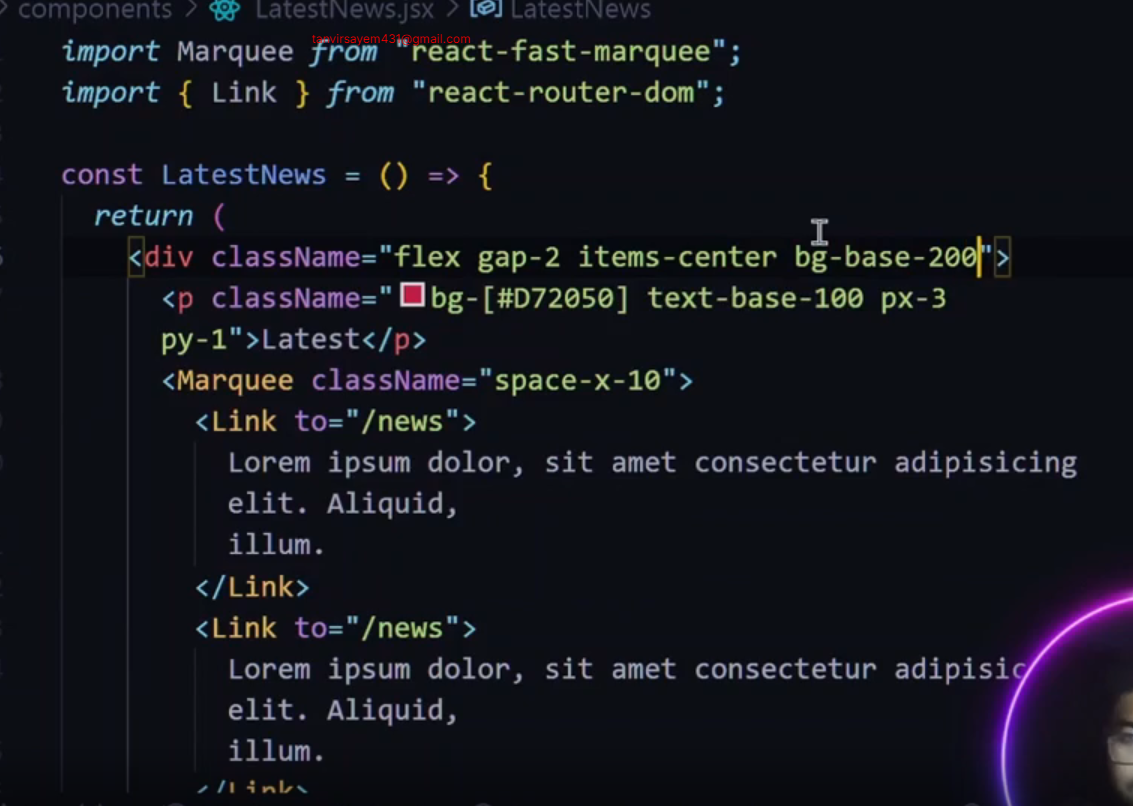 components > LatestNews.jsx > LatestNews
tanvirsayem431@gmail.com
import Marquee from "react-fast-marquee";
import { Link } from "react-router-dom";
const LatestNews = () => {
return (
<div className="flex gap-2 items-center bg-base-200">
<p className="bg-[#D72050] text-base-100 px-3
py-1">Latest</p>
<Marquee className="space-x-10">
<Link to="/news">
Lorem ipsum dolor, sit amet consectetur adipisicing
elit. Aliquid,
illum.
</Link>
<Link to="/news">
Lorem ipsum dolor, sit amet consectetur adipisic
elit. Aliquid,
illum.
</Link>